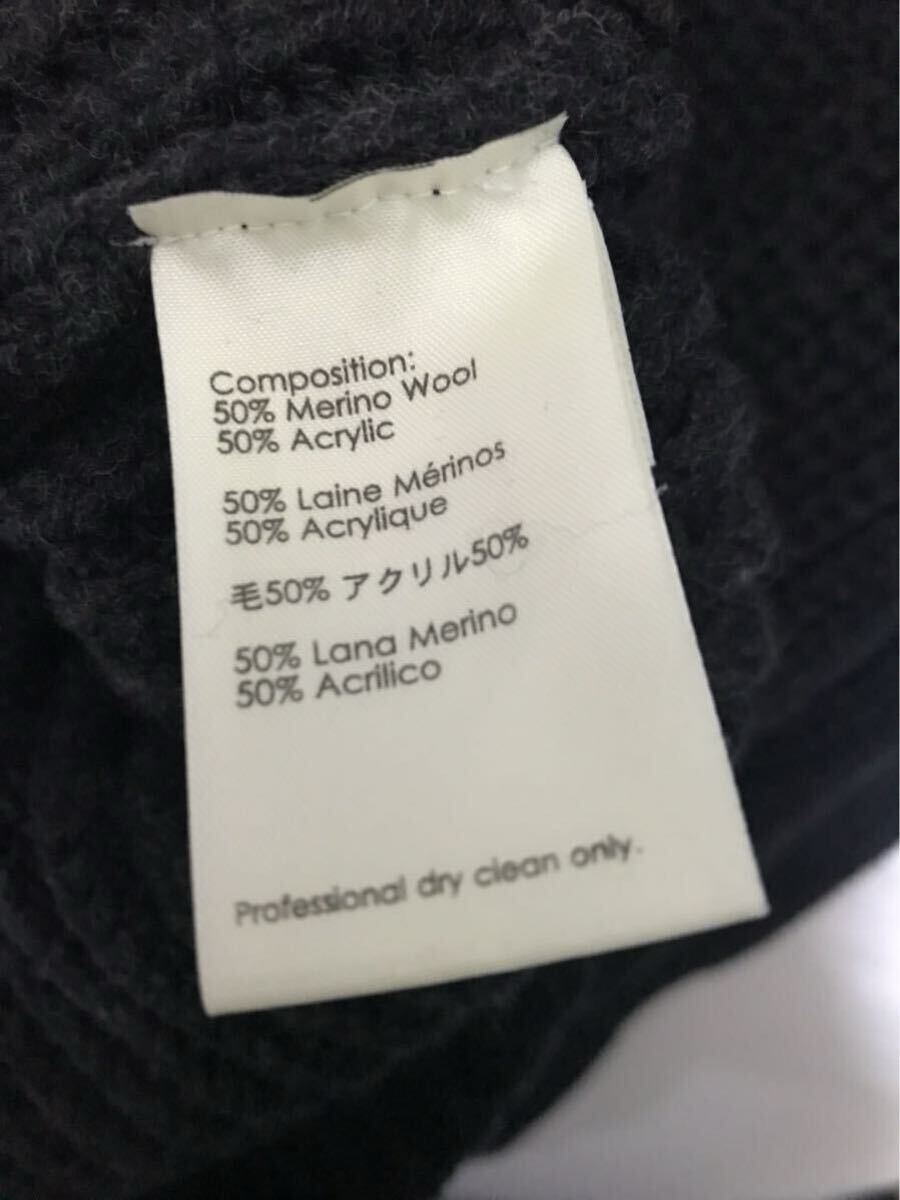 Composition:
50% Merino Wool
50% Acrylic
50% Laine Mérinos
50% Acrylique
毛50% アクリル50%
50% Lana Merino
50% Acrilico
Professional dry clean only.